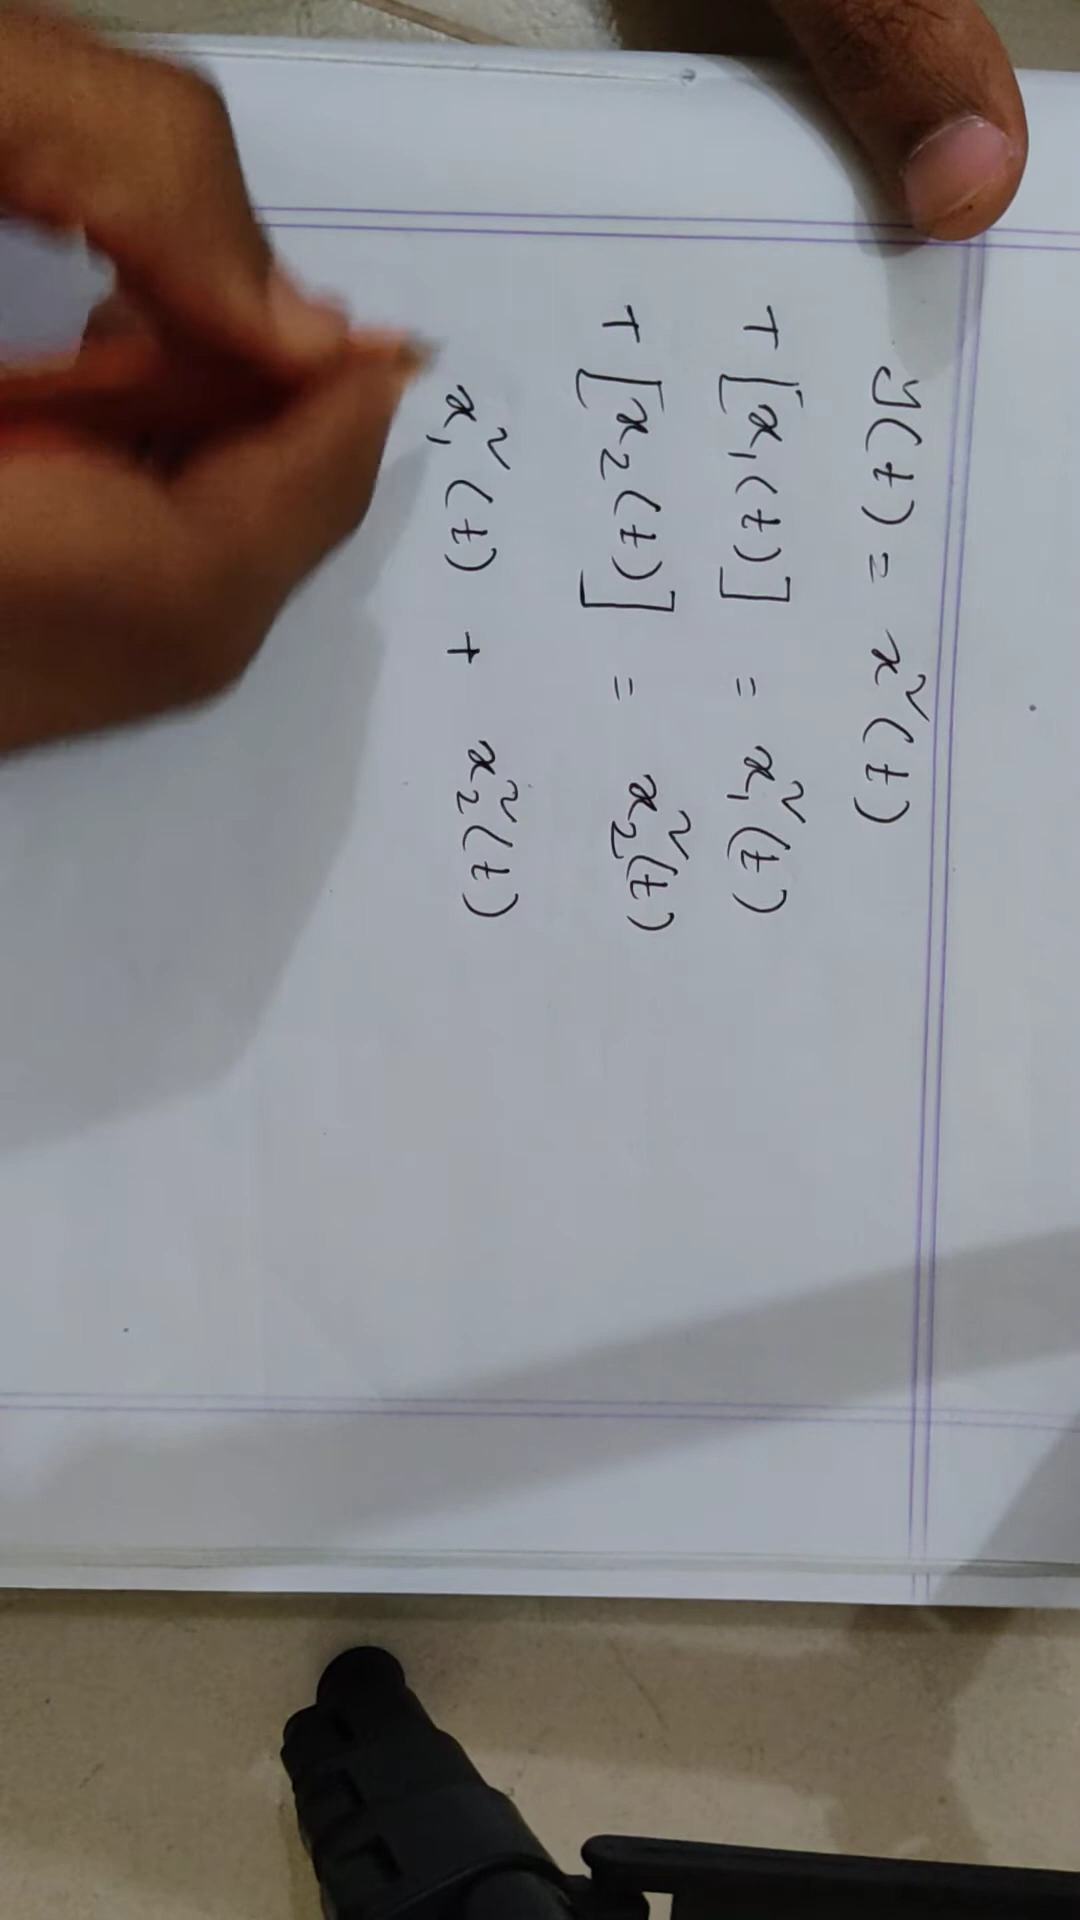 y(t) = x²(t)
T [x₁(t)] = x₁²(t)
T [x₂(t)] = x₂²(t)
x₁²(t) + x₂²(t)